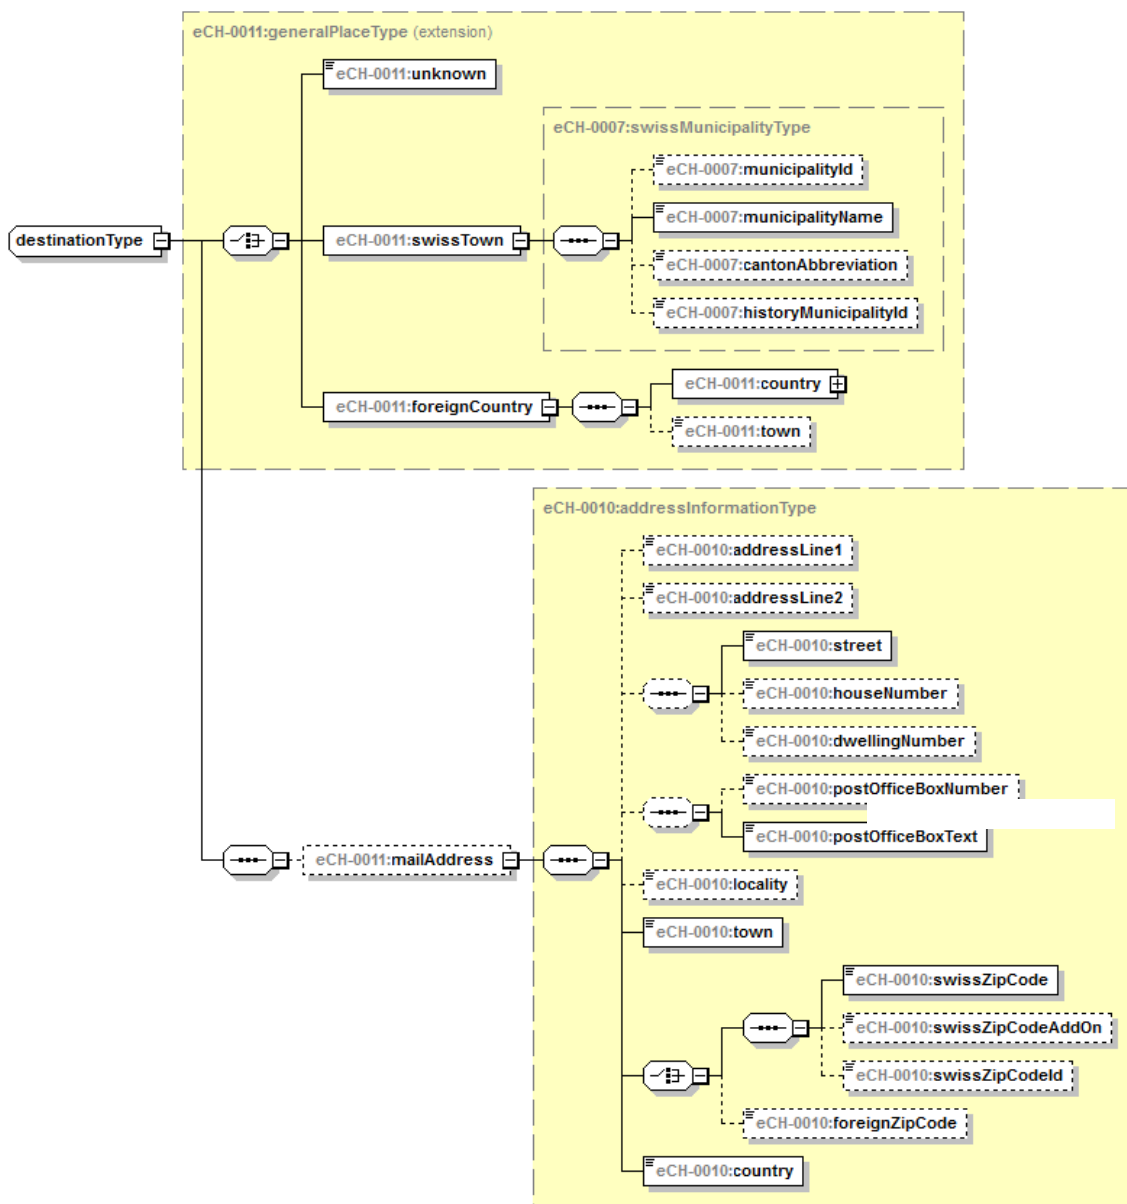 eCH-0011:generalPlaceType (extension)
eCH-0011:unknown
eCH-0007:swissMunicipalityType
eCH-0007:municipalityId
eCH-0007:municipalityName
destinationType
eCH-0011:swissTown
eCH-0007:cantonAbbreviation
eCH-0007:historyMunicipalityId
eCH-0011:country
eCH-0011:foreignCountry
eCH-0011:town
eCH-0010:addressInformationType
eCH-0010:addressLine1
eCH-0010:addressLine2
eCH-0010:street
eCH-0010:houseNumber
eCH-0010:dwellingNumber
eCH-0010:postOfficeBoxNumber
eCH-0010:postOfficeBoxText
eCH-0011:mailAddress
eCH-0010:locality
eCH-0010:town
eCH-0010:swissZipCode
eCH-0010:swissZipCodeAddOn
eCH-0010:swissZipCodeId
eCH-0010:foreignZipCode
eCH-0010:country